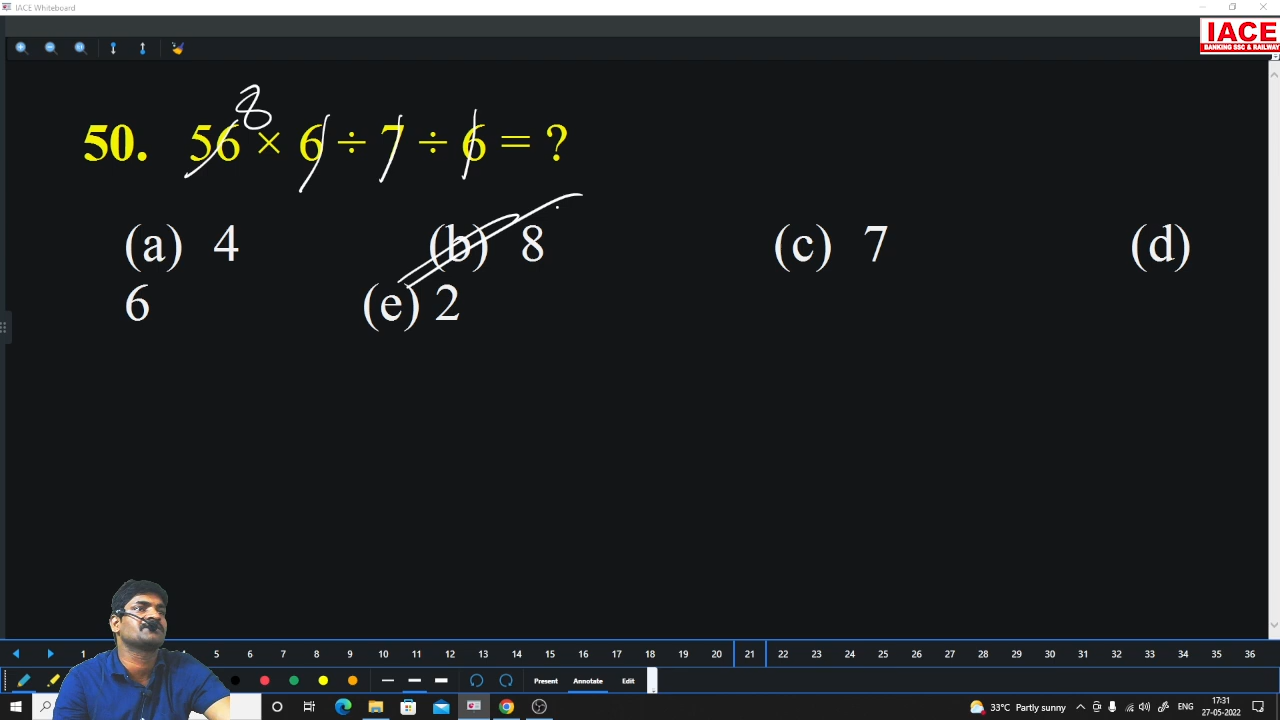 IACE Whiteboard
IACE
BANKING SSC & RAILWAY
8
50. 56 × 6 ÷ 7 ÷ 6 = ?
(a) 4 (b) 8 (c) 7 (d)
6 (e) 2
1 4 5 6 7 8 9 10 11 12 13 14 15 16 17 18 19 20 21 22 23 24 25 26 27 28 29 30 31 32 33 34 35 36
Present Annotate Edit
33°C Partly sunny ENG 17:31
27-05-2022